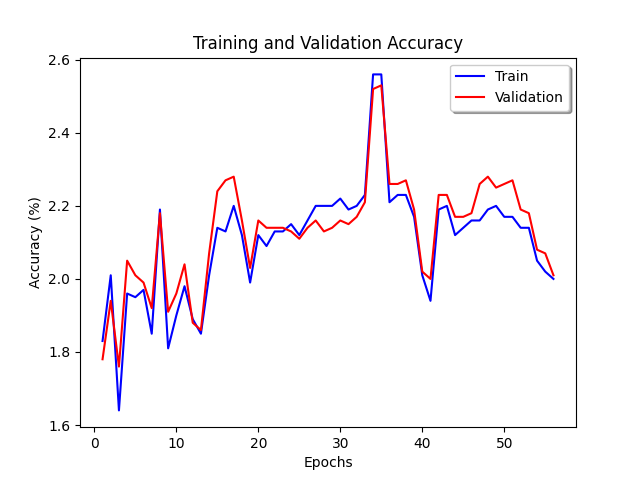 Training and Validation Accuracy
Train
Validation
Accuracy (%)
2.6
2.4
2.2
2.0
1.8
1.6
0 10 20 30 40 50
Epochs